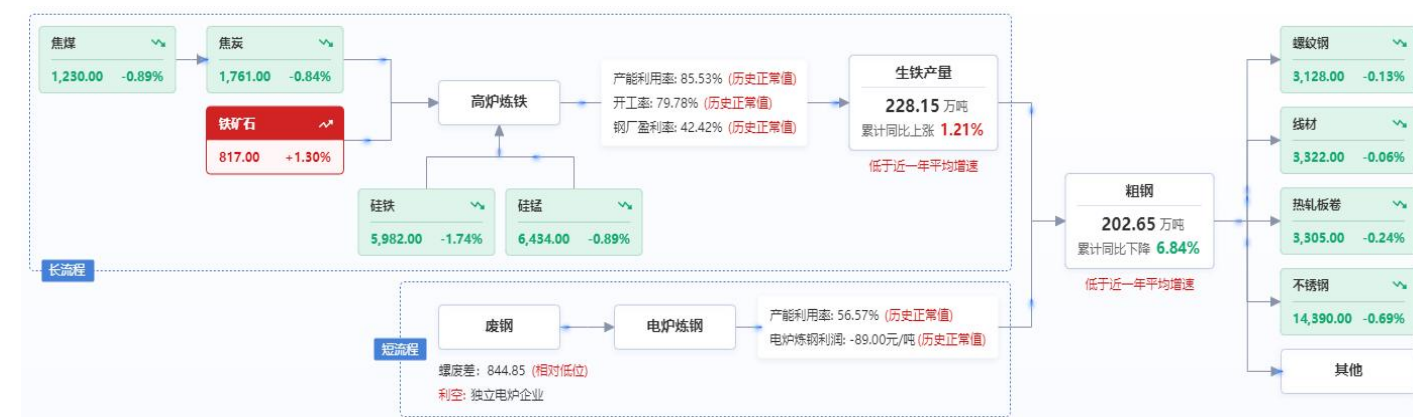 焦煤
1,230.00 -0.89%
焦炭
1,761.00 -0.84%
铁矿石
817.00 +1.30%
高炉炼铁
硅铁
5,982.00 -1.74%
硅锰
6,434.00 -0.89%
产能利用率: 85.53% (历史正常值)
开工率: 79.78% (历史正常值)
钢厂盈利率: 42.42% (历史正常值)
生铁产量
228.15 万吨
累计同比上涨 1.21%
低于近一年平均增速
长流程
废钢
螺废差: 844.85 (相对低位)
利空: 独立电炉企业
电炉炼钢
产能利用率: 56.57% (历史正常值)
电炉炼钢利润: -89.00元/吨 (历史正常值)
短流程
粗钢
202.65 万吨
累计同比下降 6.84%
低于近一年平均增速
螺纹钢
3,128.00 -0.13%
线材
3,322.00 -0.06%
热轧板卷
3,305.00 -0.24%
不锈钢
14,390.00 -0.69%
其他